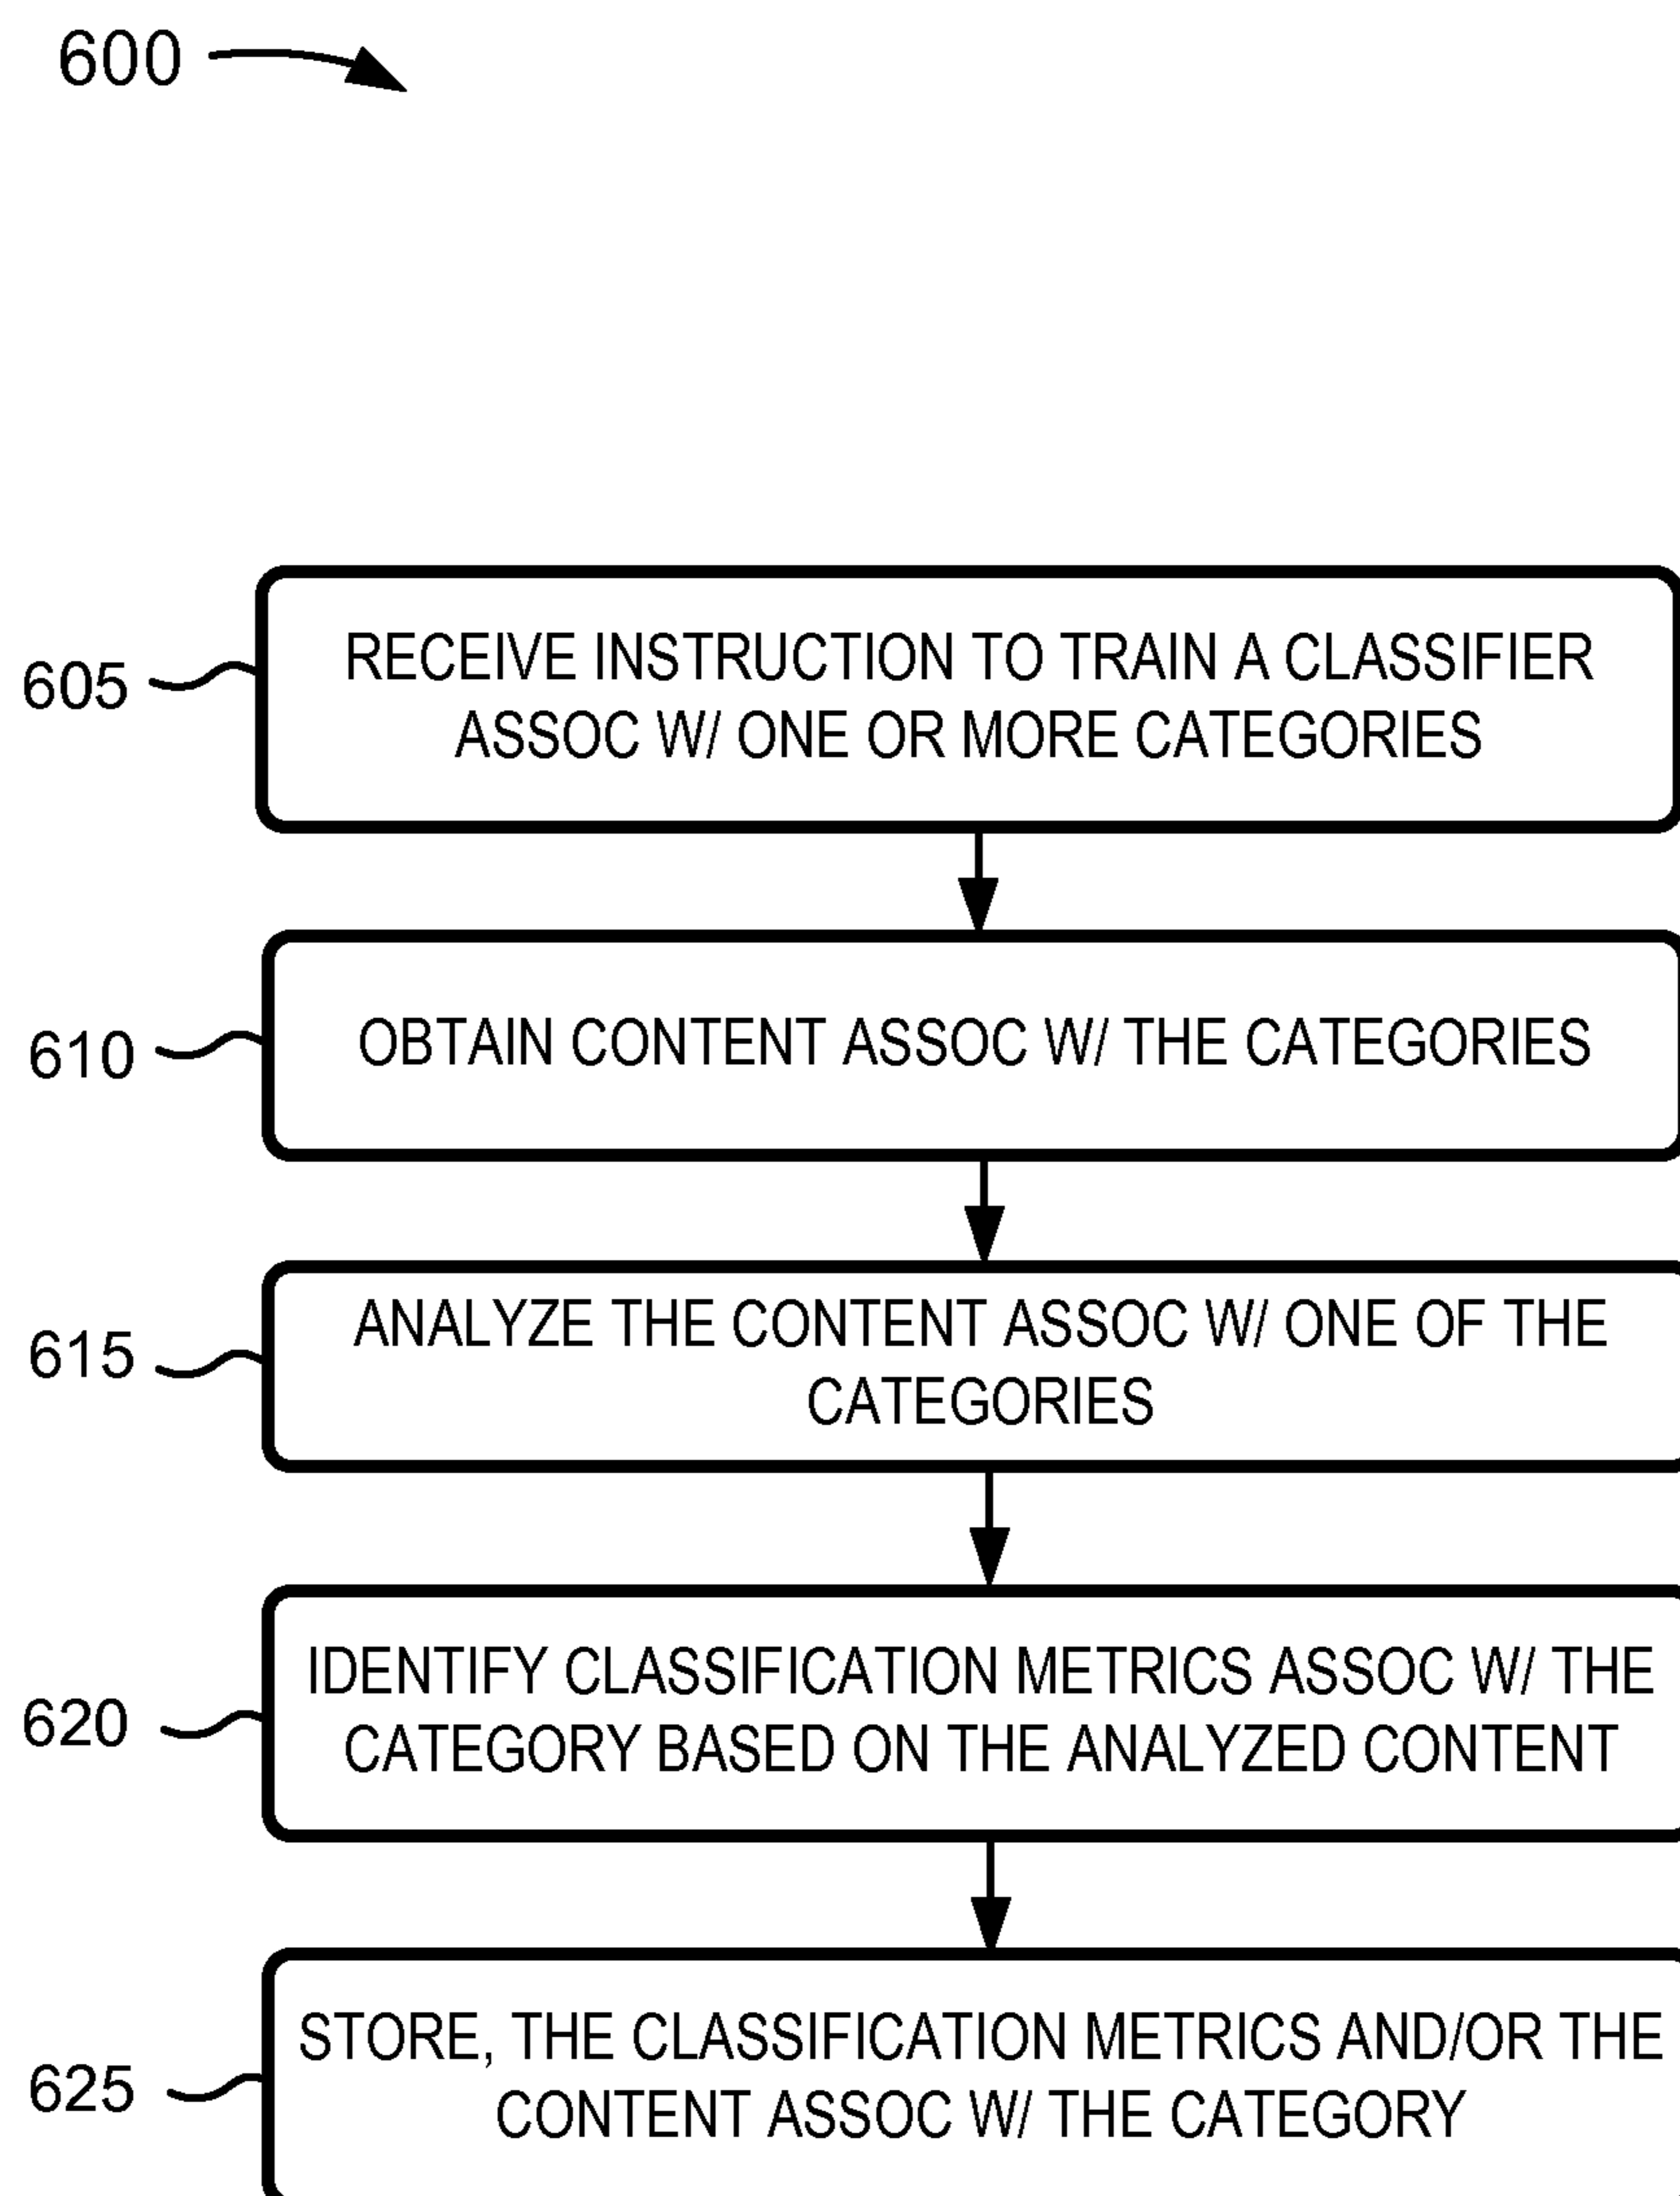 600
605
RECEIVE INSTRUCTION TO TRAIN A CLASSIFIER
ASSOC W/ ONE OR MORE CATEGORIES
610
OBTAIN CONTENT ASSOC W/ THE CATEGORIES
615
ANALYZE THE CONTENT ASSOC W/ ONE OF THE
CATEGORIES
620
IDENTIFY CLASSIFICATION METRICS ASSOC W/ THE
CATEGORY BASED ON THE ANALYZED CONTENT
625
STORE, THE CLASSIFICATION METRICS AND/OR THE
CONTENT ASSOC W/ THE CATEGORY